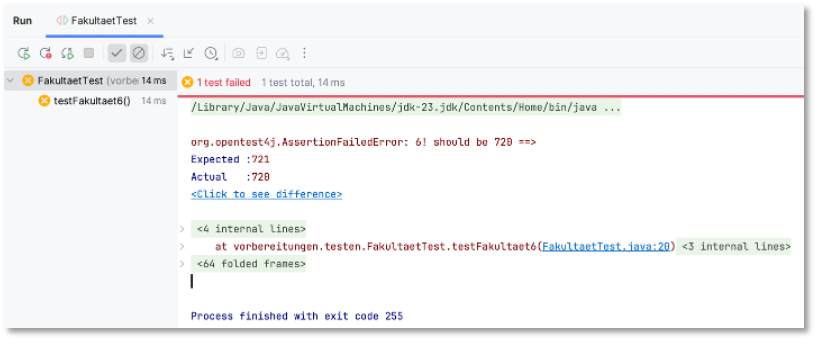 Run FakultaetTest
FakultaetTest (vorbe 14 ms
testFakultaet6() 14 ms
1 test failed 1 test total, 14 ms
/Library/Java/JavaVirtualMachines/jdk-23.jdk/Contents/Home/bin/java ...
org.opentest4j.AssertionFailedError: 6! should be 720 ==>
Expected :721
Actual :720
<Click to see difference>
<4 internal lines>
at vorbereitungen.testen.FakultaetTest.testFakultaet6(FakultaetTest.java:20) <3 internal lines>
<64 folded frames>
Process finished with exit code 255